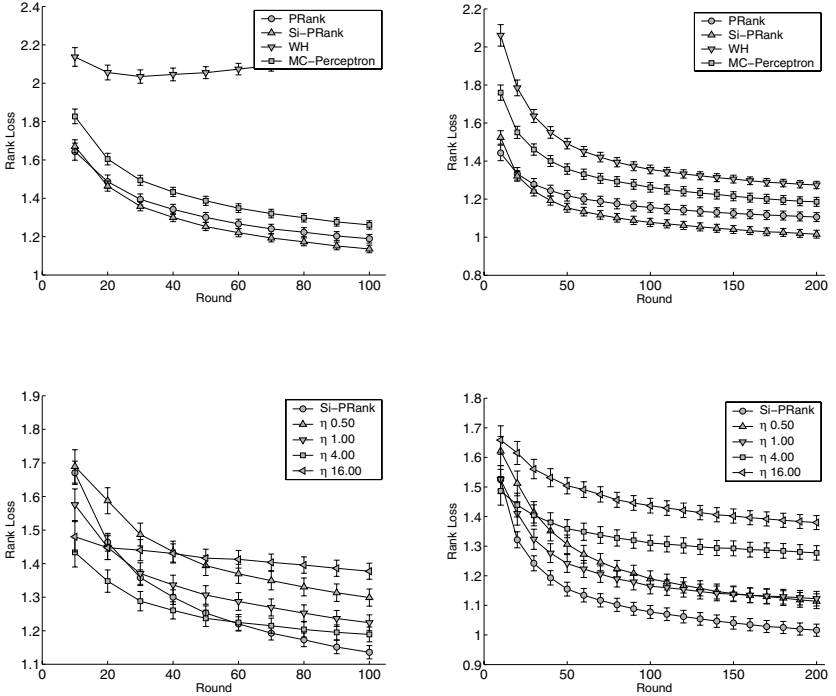 2.4
2.2
2
1.8
1.6
1.4
1.2
1
Rank Loss
0 20 40 60 80 100
Round
PRank
Si-PRank
WH
MC-Perceptron
2.2
2
1.8
1.6
1.4
1.2
1
0.8
Rank Loss
0 50 100 150 200
Round
PRank
Si-PRank
WH
MC-Perceptron
1.9
1.8
1.7
1.6
1.5
1.4
1.3
1.2
1.1
Rank Loss
0 20 40 60 80 100
Round
Si-PRank
η 0.50
η 1.00
η 4.00
η 16.00
1.8
1.7
1.6
1.5
1.4
1.3
1.2
1.1
1
0.9
Rank Loss
0 50 100 150 200
Round
Si-PRank
η 0.50
η 1.00
η 4.00
η 16.00